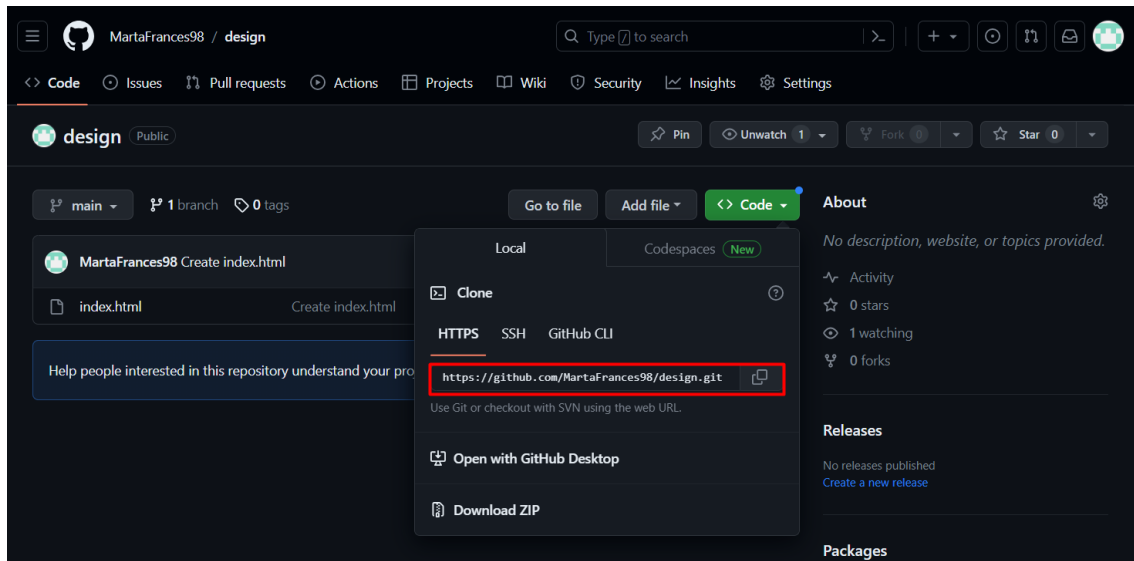 MartaFrances98 / design
Type / to search
Code Issues Pull requests Actions Projects Wiki Security Insights Settings
design Public
Pin Unwatch 1 Fork 0 Star 0
main 1 branch 0 tags
Go to file Add file <> Code
About
No description, website, or topics provided.
Local Codespaces New
MartaFrances98 Create index.html
Activity
Clone
index.html Create index.html
0 stars
HTTPS SSH GitHub CLI
1 watching
0 forks
Help people interested in this repository understand your pro
https://github.com/MartaFrances98/design.git
Use Git or checkout with SVN using the web URL.
Releases
Open with GitHub Desktop
No releases published
Create a new release
Download ZIP
Packages